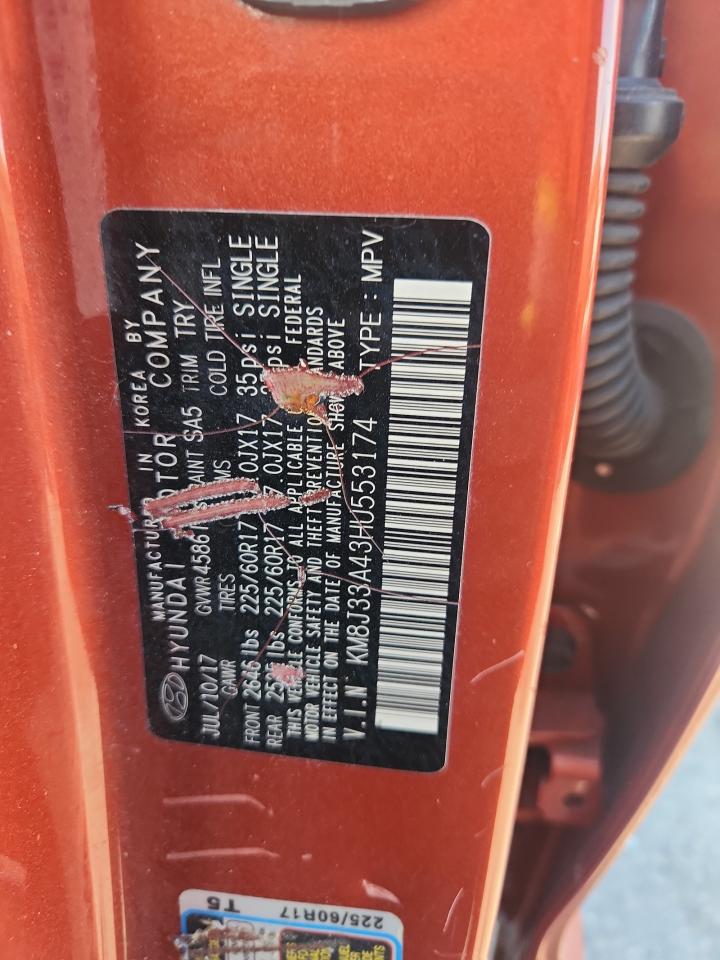 MANUFACTURED IN KOREA BY
HYUNDAI MOTOR COMPANY
JUL/10/17 GVWR 4586 PAINT SA5 TRIM TRY
GAWR TIRES COLD TIRE INFL
FRONT 2646 lbs 225/60R17 7.0JX17 35psi SINGLE
REAR lbs 225/60R17 7.0JX17 psi SINGLE
THIS VEHICLE CONFORMS TO ALL APPLICABLE FEDERAL
MOTOR VEHICLE SAFETY AND THEFT PREVENTION STANDARDS
IN EFFECT ON THE DATE OF MANUFACTURE SHOWN ABOVE
V.I.N KM8J33A43HU553174 TYPE : MPV
225/60R17
T5